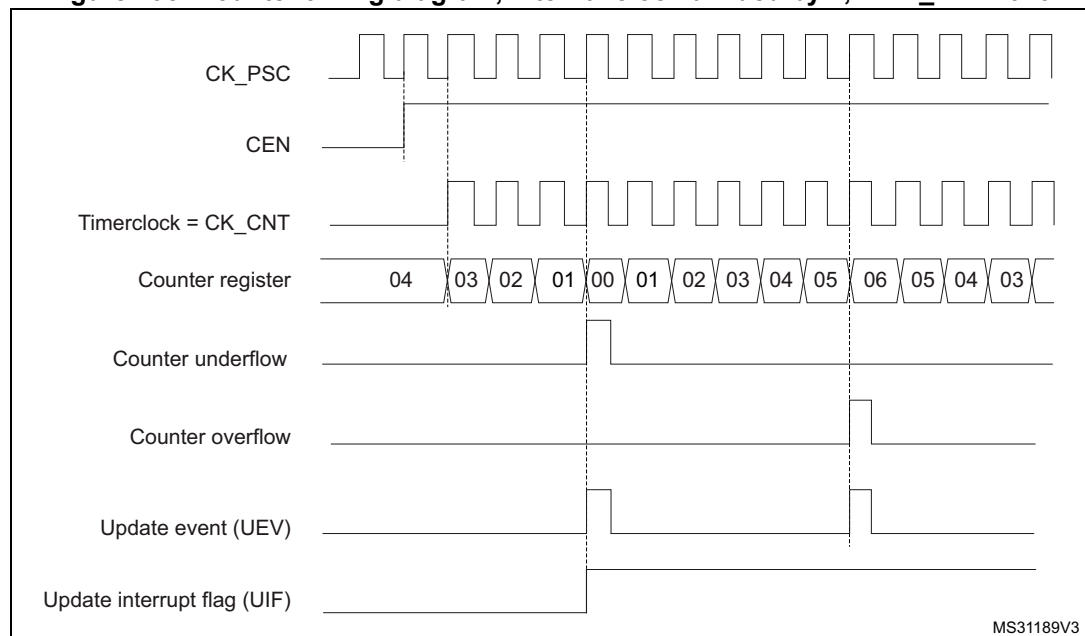 CK_PSC
CEN
Timerclock = CK_CNT
Counter register 04 03 02 01 00 01 02 03 04 05 06 05 04 03
Counter underflow
Counter overflow
Update event (UEV)
Update interrupt flag (UIF)
MS31189V3